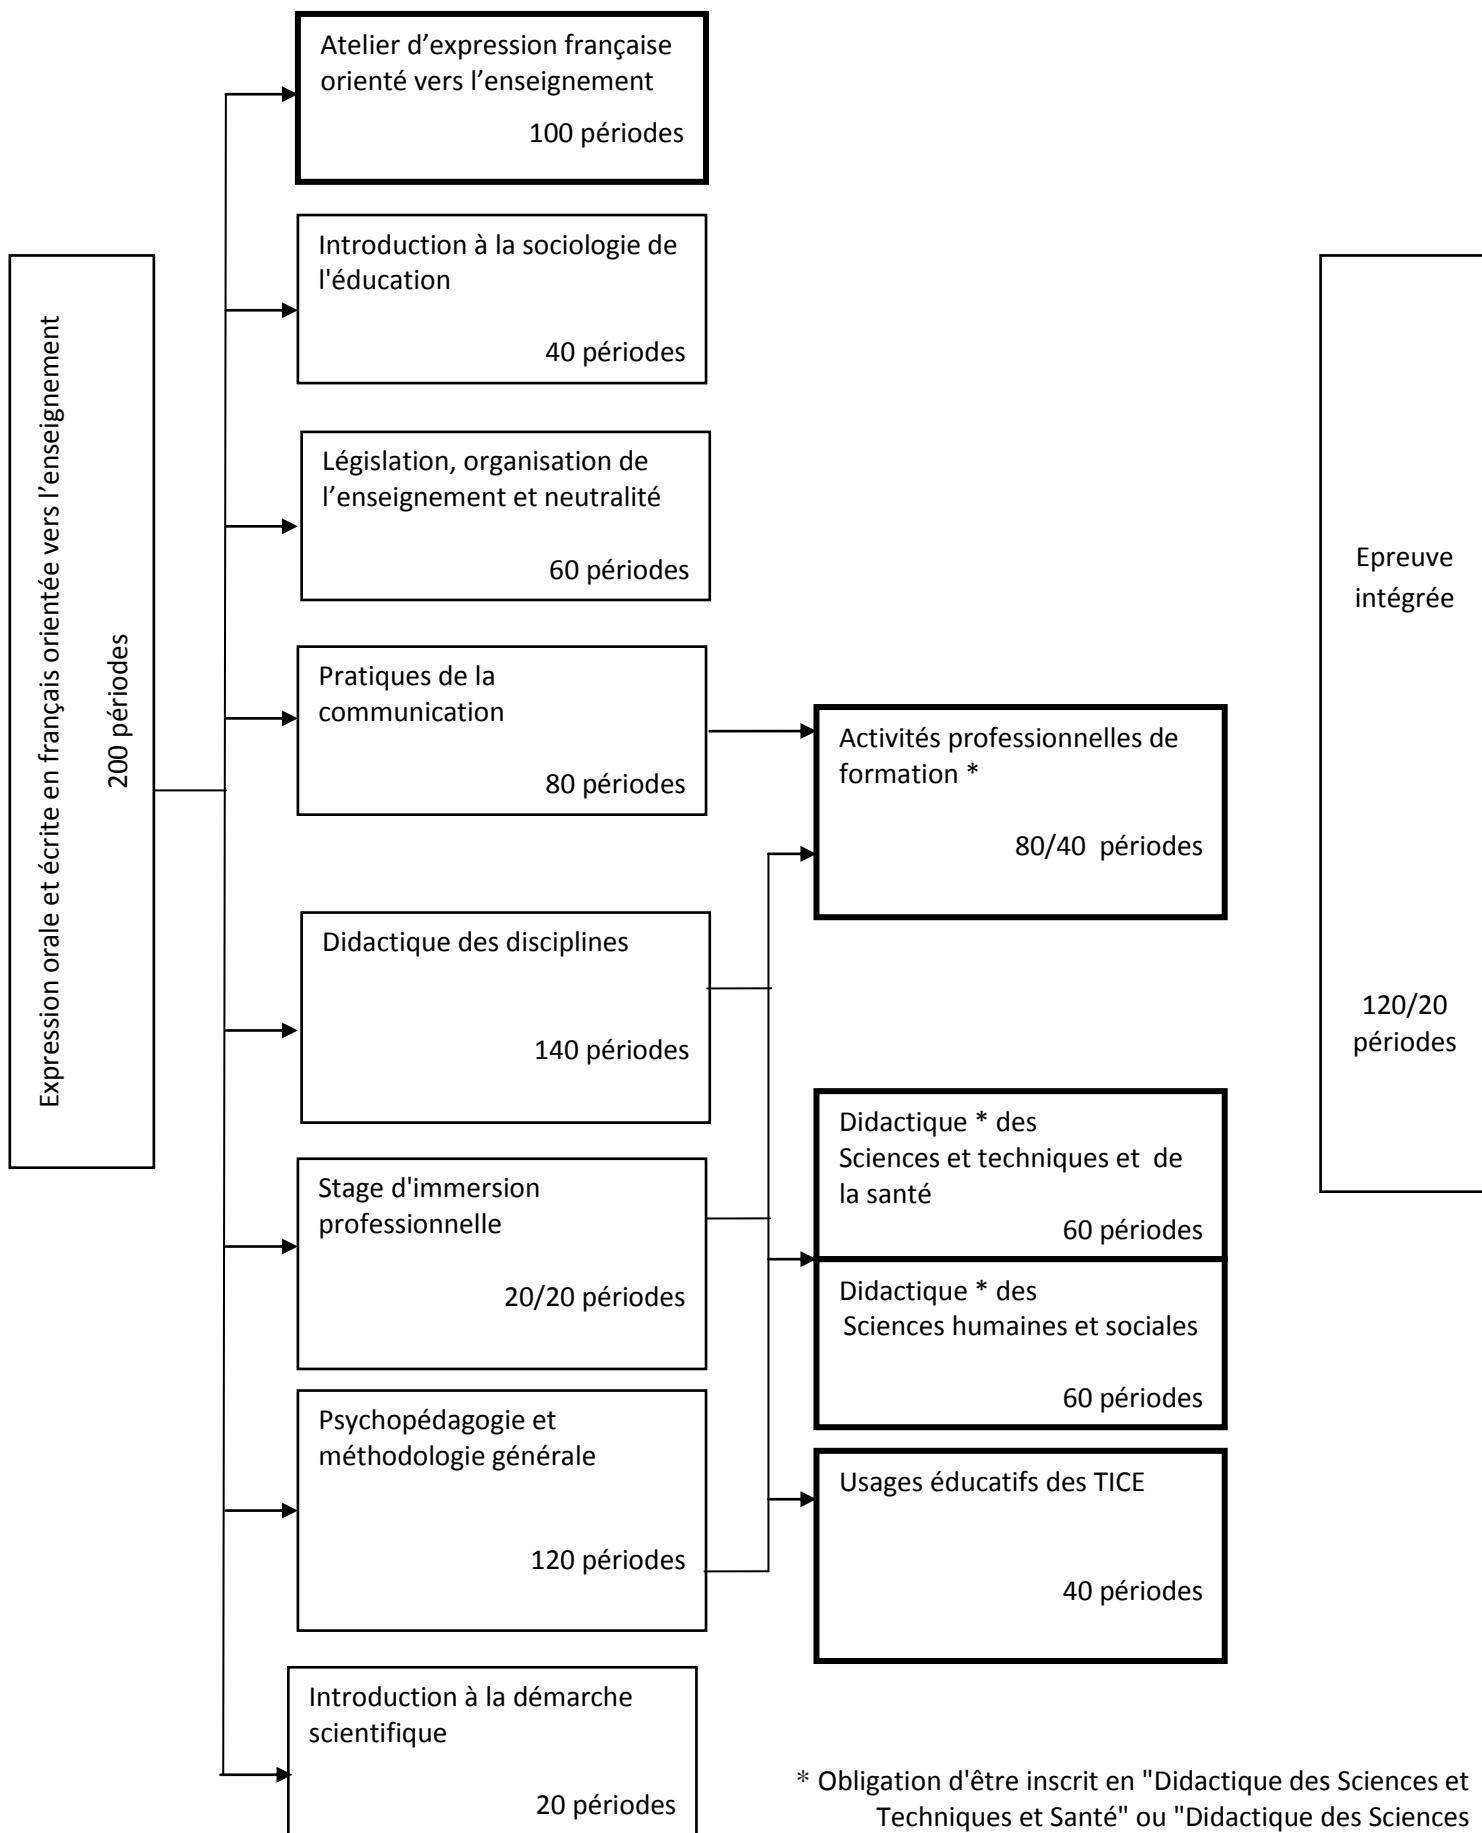 Expression orale et écrite en français orientée vers l’enseignement
200 périodes
Atelier d’expression française
orienté vers l’enseignement
100 périodes
Introduction à la sociologie de
l'éducation
40 périodes
Législation, organisation de
l’enseignement et neutralité
60 périodes
Pratiques de la
communication
80 périodes
Didactique des disciplines
140 périodes
Stage d'immersion
professionnelle
20/20 périodes
Psychopédagogie et
méthodologie générale
120 périodes
Introduction à la démarche
scientifique
20 périodes
Activités professionnelles de
formation *
80/40 périodes
Didactique * des
Sciences et techniques et de
la santé
60 périodes
Didactique * des
Sciences humaines et sociales
60 périodes
Usages éducatifs des TICE
40 périodes
Epreuve
intégrée
120/20
périodes
* Obligation d'être inscrit en "Didactique des Sciences et
Techniques et Santé" ou "Didactique des Sciences